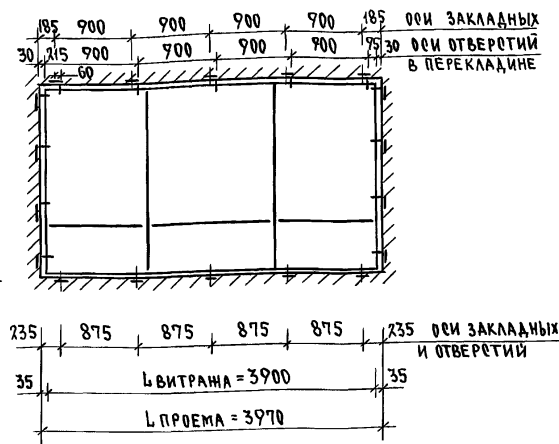 185 900 900 900 900 185 ОСИ ЗАКЛАДНЫХ
30 215 900 900 900 900 95 30 ОСИ ОТВЕРСТИЙ
60 В ПЕРЕКЛАДИНЕ
235 875 875 875 875 235 ОСИ ЗАКЛАДНЫХ
И ОТВЕРСТИЙ
35 L ВИТРАЖА = 3900 35
L ПРОЕМА = 3970